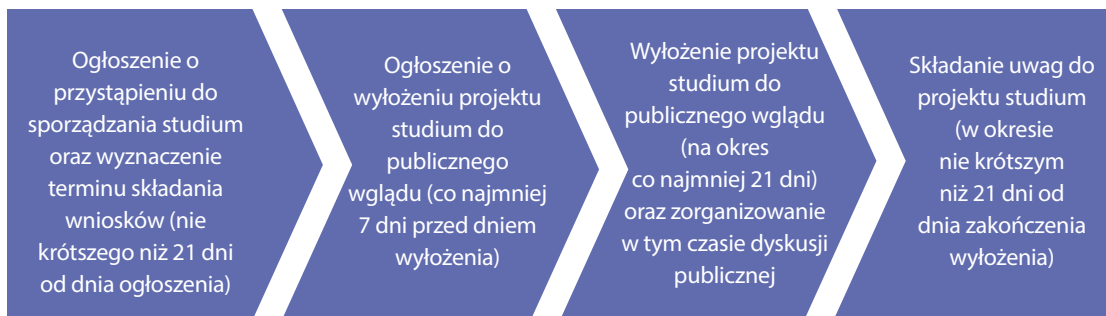 Ogłoszenie o
przystąpieniu do
sporządzania studium
oraz wyznaczenie
terminu składania
wniosków (nie
krótszego niż 21 dni
od dnia ogłoszenia)
Ogłoszenie o
wyłożeniu projektu
studium do
publicznego
wglądu (co najmniej
7 dni przed dniem
wyłożenia)
Wyłożenie projektu
studium do
publicznego wglądu
(na okres
co najmniej 21 dni)
oraz zorganizowanie
w tym czasie dyskusji
publicznej
Składanie uwag do
projektu studium
(w okresie
nie krótszym
niż 21 dni od
dnia zakończenia
wyłożenia)